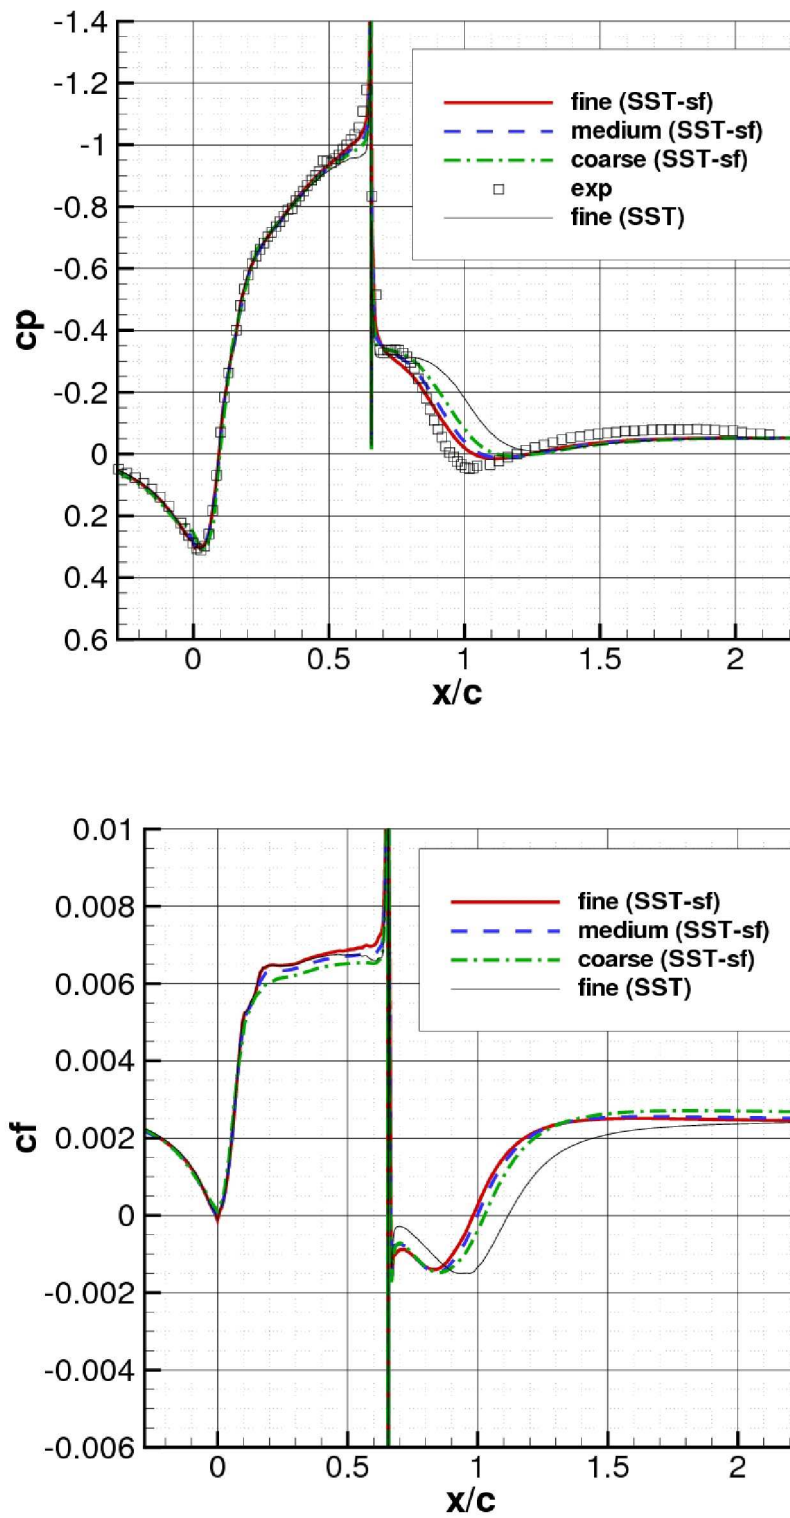 -1.4
-1.2
-1
-0.8
-0.6
-0.4
-0.2
0
0.2
0.4
0.6
cp
fine (SST-sf)
medium (SST-sf)
coarse (SST-sf)
exp
fine (SST)
0 0.5 1 1.5 2
x/c
0.01
0.008
0.006
0.004
0.002
0
-0.002
-0.004
-0.006
cf
fine (SST-sf)
medium (SST-sf)
coarse (SST-sf)
fine (SST)
0 0.5 1 1.5 2
x/c